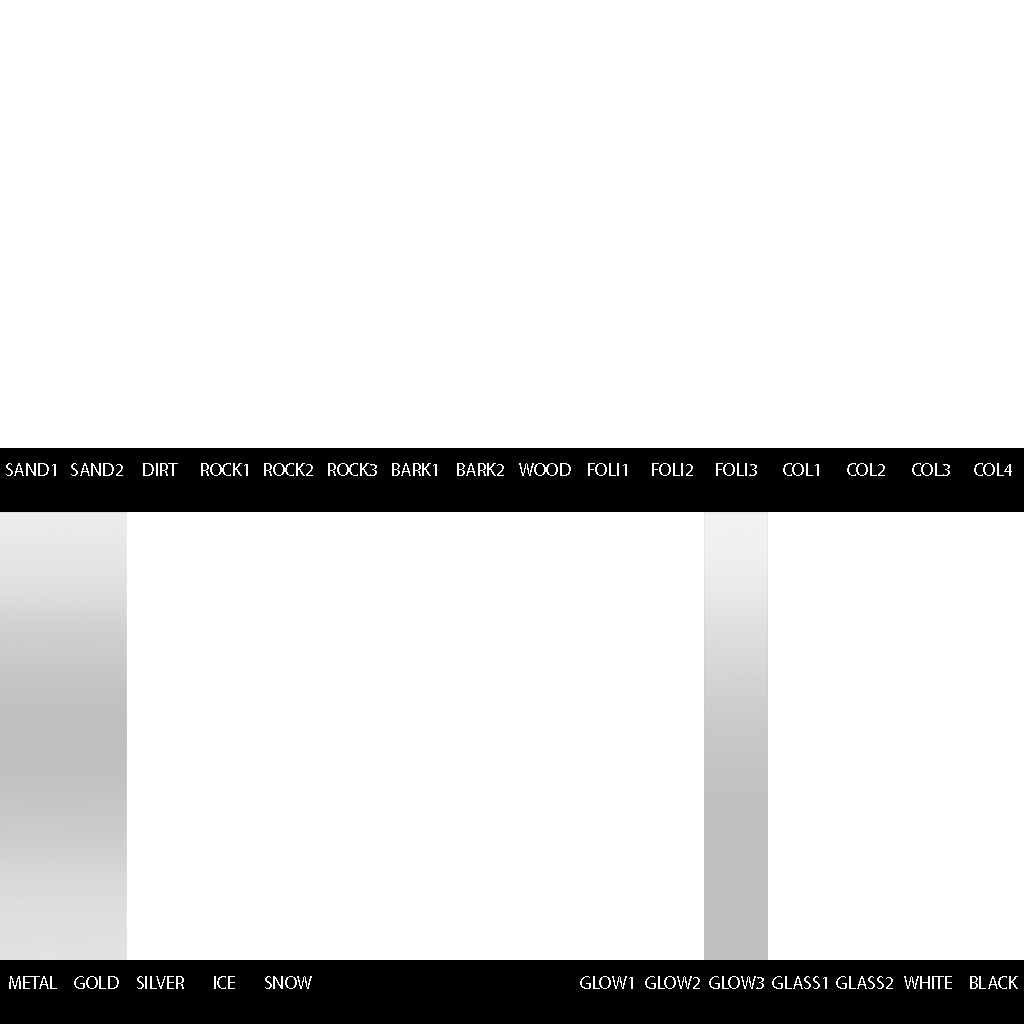 SAND1 SAND2 DIRT ROCK1 ROCK2 ROCK3 BARK1 BARK2 WOOD FOLI1 FOLI2 FOLI3 COL1 COL2 COL3 COL4
METAL GOLD SILVER ICE SNOW GLOW1 GLOW2 GLOW3 GLASS1 GLASS2 WHITE BLACK